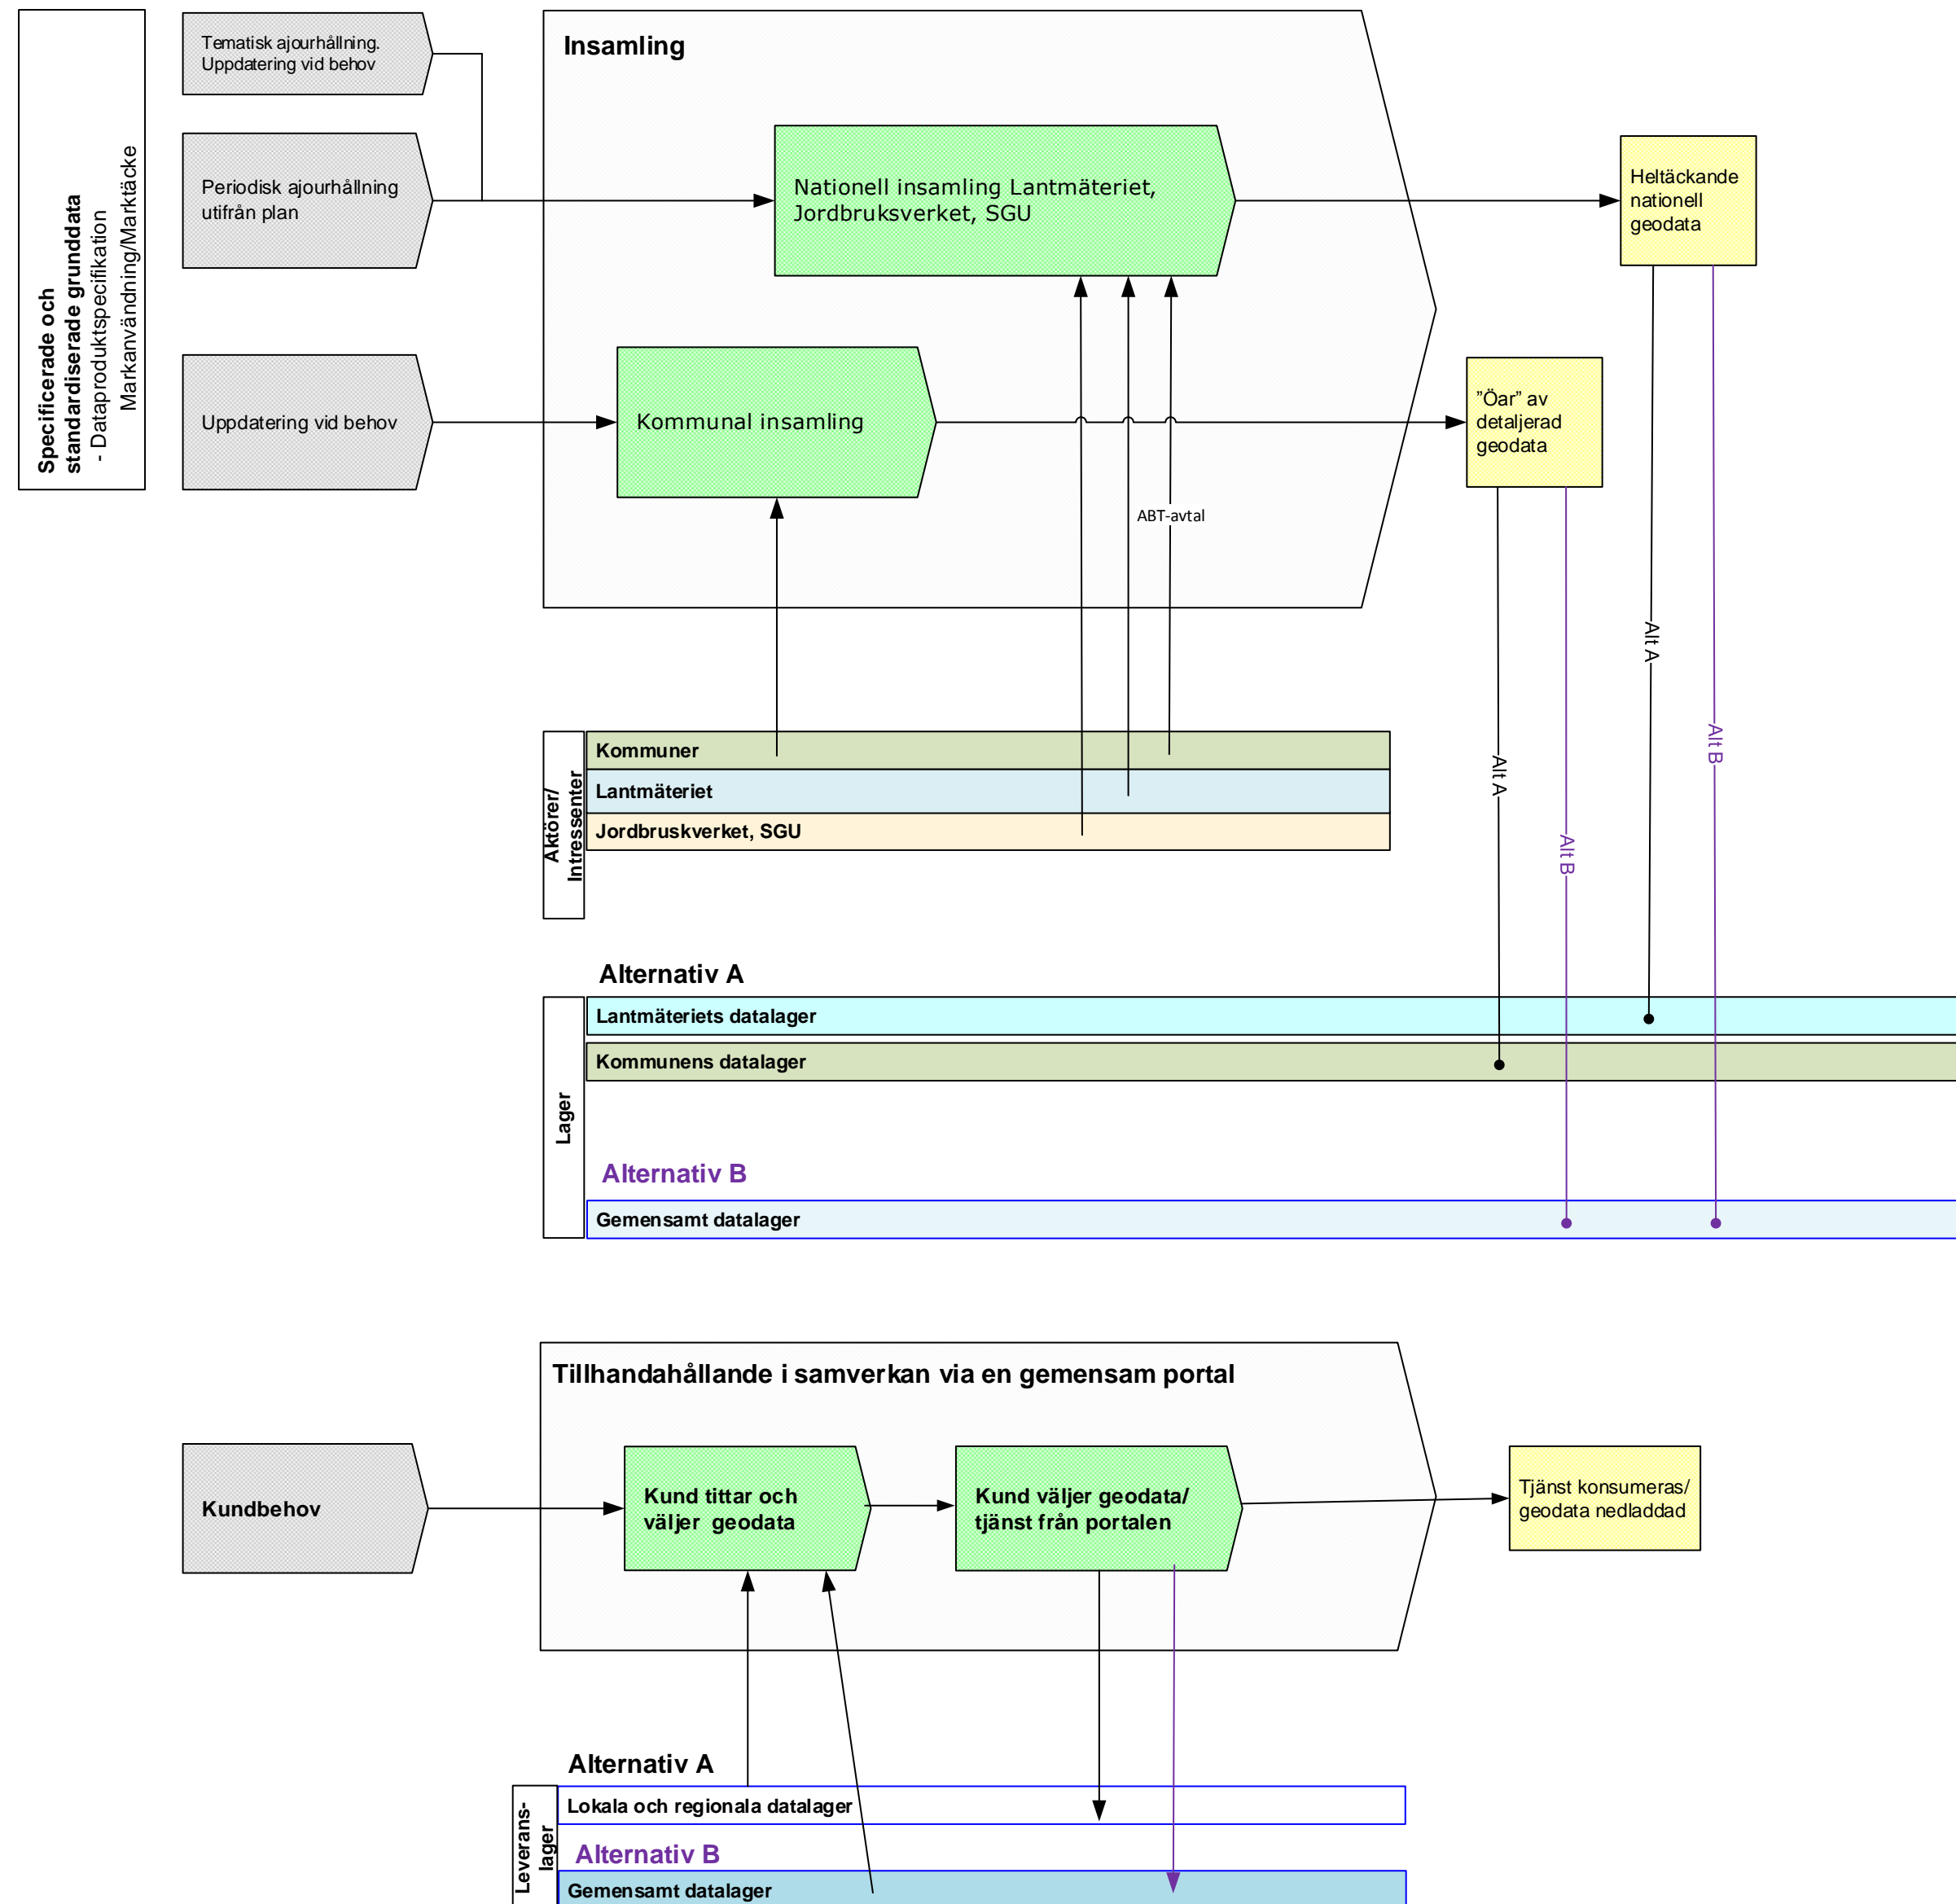 Specificerade och
standardiserade grunddata
- Dataproduktspecifikation
Markanvändning/Marktäcke
Tematisk ajourhållning.
Uppdatering vid behov
Periodisk ajourhållning
utifrån plan
Uppdatering vid behov
Insamling
Nationell insamling Lantmäteriet,
Jordbruksverket, SGU
Kommunal insamling
Heltäckande
nationell
geodata
"Öar" av
detaljerad
geodata
ABT-avtal
Alt A
Alt B
Alt A
Alt B
Aktörer/
Intressenter
Kommuner
Lantmäteriet
Jordbruskverket, SGU
Alternativ A
Lager
Lantmäteriets datalager
Kommunens datalager
Alternativ B
Gemensamt datalager
Tillhandahållande i samverkan via en gemensam portal
Kundbehov
Kund tittar och
väljer geodata
Kund väljer geodata/
tjänst från portalen
Tjänst konsumeras/
geodata nedladdad
Alternativ A
Leverans-
lager
Lokala och regionala datalager
Alternativ B
Gemensamt datalager